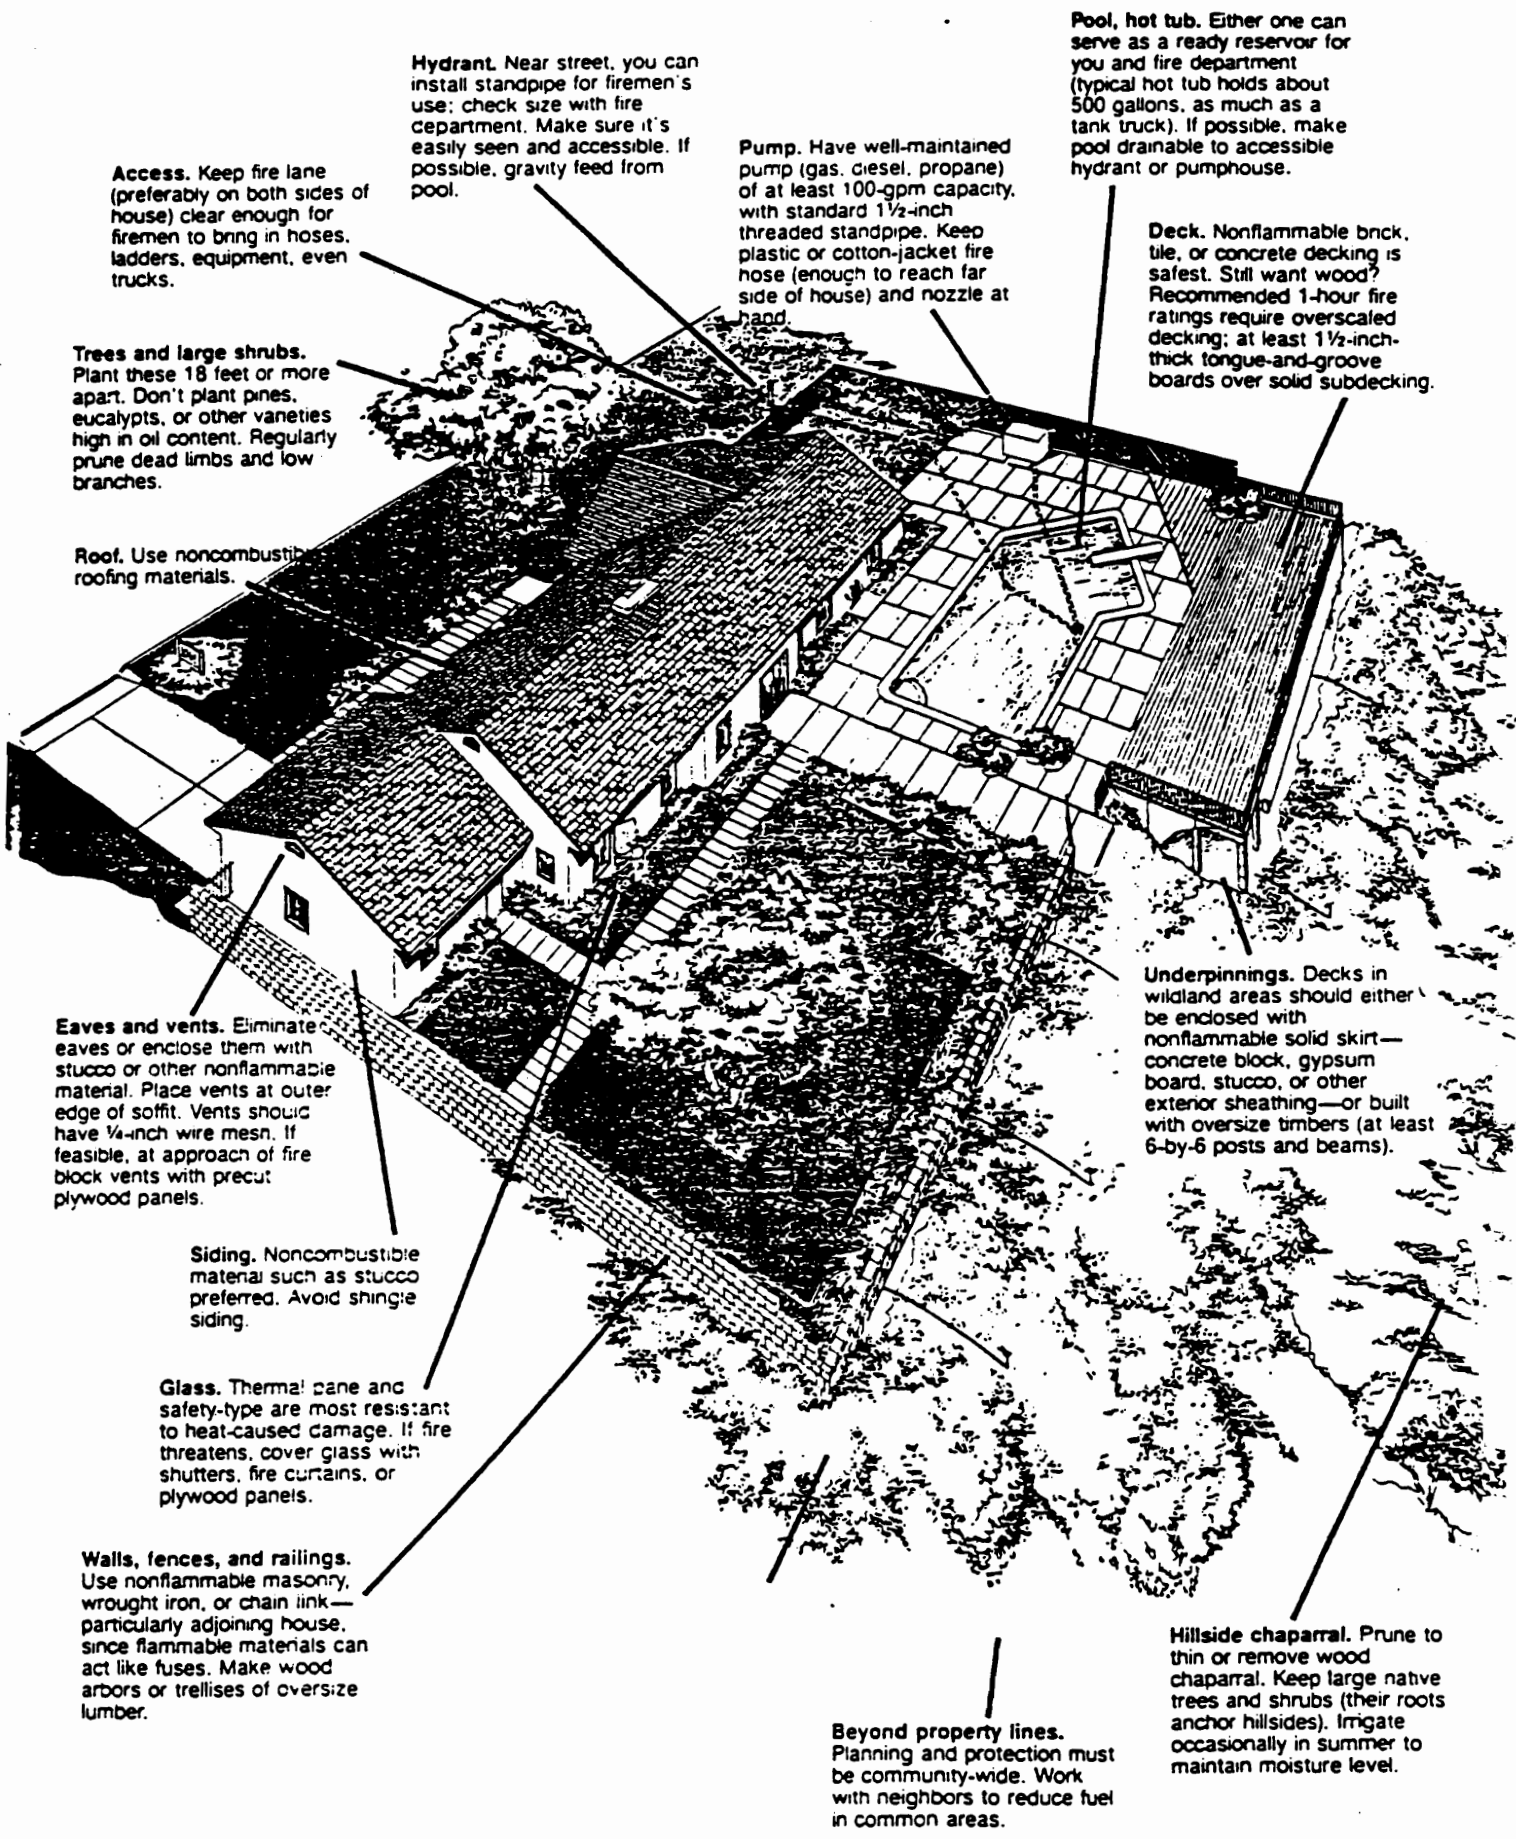 Pool, hot tub. Either one can
serve as a ready reservoir for
you and fire department
(typical hot tub holds about
500 gallons, as much as a
tank truck). If possible, make
pool drainable to accessible
hydrant or pumphouse.
Hydrant. Near street, you can
install standpipe for firemen's
use; check size with fire
cepartment. Make sure it's
easily seen and accessible. If
possible, gravity feed from
pool.
Pump. Have well-maintained
pump (gas, diesel, propane)
of at least 100-gpm capacity,
with standard 1½-inch
threaded standpipe. Keep
plastic or cotton-jacket fire
hose (enough to reach far
side of house) and nozzle at
hand.
Access. Keep fire lane
(preferably on both sides of
house) clear enough for
firemen to bring in hoses,
ladders, equipment, even
trucks.
Deck. Nonflammable brick,
tile, or concrete decking is
safest. Still want wood?
Recommended 1-hour fire
ratings require overscaled
decking; at least 1½-inch-
thick tongue-and-groove
boards over solid subdecking.
Trees and large shrubs.
Plant these 18 feet or more
apart. Don't plant pines,
eucalypts, or other varieties
high in oil content. Regularly
prune dead limbs and low
branches.
Roof. Use noncombustib
roofing materials.
Underpinnings. Decks in
wildland areas should either
be enclosed with
nonflammable solid skirt—
concrete block, gypsum
board, stucco, or other
exterior sheathing—or built
with oversize timbers (at least
6-by-6 posts and beams).
Eaves and vents. Eliminate
eaves or enclose them with
stucco or other nonflammable
material. Place vents at outer
edge of soffit. Vents should
have ¼-inch wire mesh. If
feasible, at approach of fire
block vents with precut
plywood panels.
Siding. Noncombustible
material such as stucco
preferred. Avoid shingle
siding.
Glass. Thermal pane and
safety-type are most resistant
to heat-caused damage. If fire
threatens, cover glass with
shutters, fire curtains, or
plywood panels.
Walls, fences, and railings.
Use nonflammable masonry,
wrought iron, or chain link—
particularly adjoining house,
since flammable materials can
act like fuses. Make wood
arbors or trellises of oversize
lumber.
Hillside chaparral. Prune to
thin or remove wood
chaparral. Keep large native
trees and shrubs (their roots
anchor hillsides). Irrigate
occasionally in summer to
maintain moisture level.
Beyond property lines.
Planning and protection must
be community-wide. Work
with neighbors to reduce fuel
in common areas.